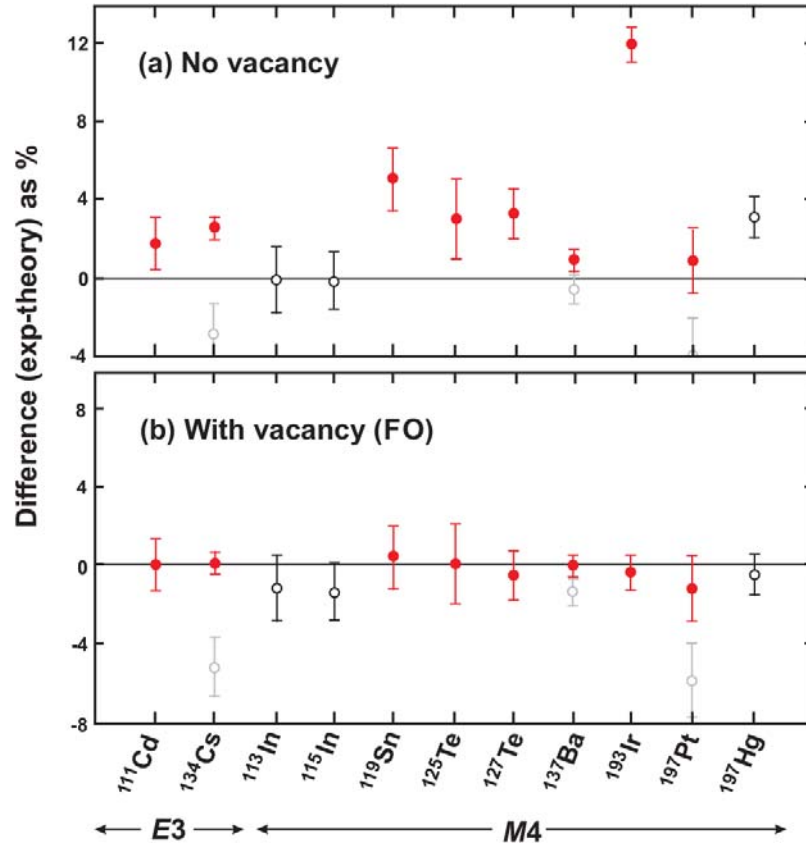 Difference (exp-theory) as %
(a) No vacancy
12
8
4
0
-4
(b) With vacancy (FO)
8
4
0
-4
-8
¹¹¹Cd
¹³⁴Cs
¹¹³In
¹¹⁵In
¹¹⁹Sn
¹²⁵Te
¹²⁷Te
¹³⁷Ba
¹⁹³Ir
¹⁹⁷Pt
¹⁹⁷Hg
E3
M4